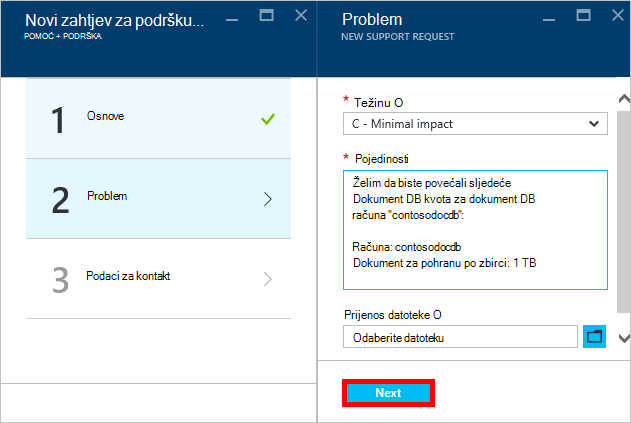 Novi zahtjev za podršku...
POMOĆ + PODRŠKA
1 Osnove
2 Problem
3 Podaci za kontakt
Problem
NEW SUPPORT REQUEST
* Težinu O
C - Minimal impact
* Pojedinosti
Želim da biste povećali sljedeće
Dokument DB kvota za dokument DB
računa "contosodocdb":
Računa: contosodocdb
Dokument za pohranu po zbirci: 1 TB
Prijenos datoteke O
Odaberite datoteku
Next